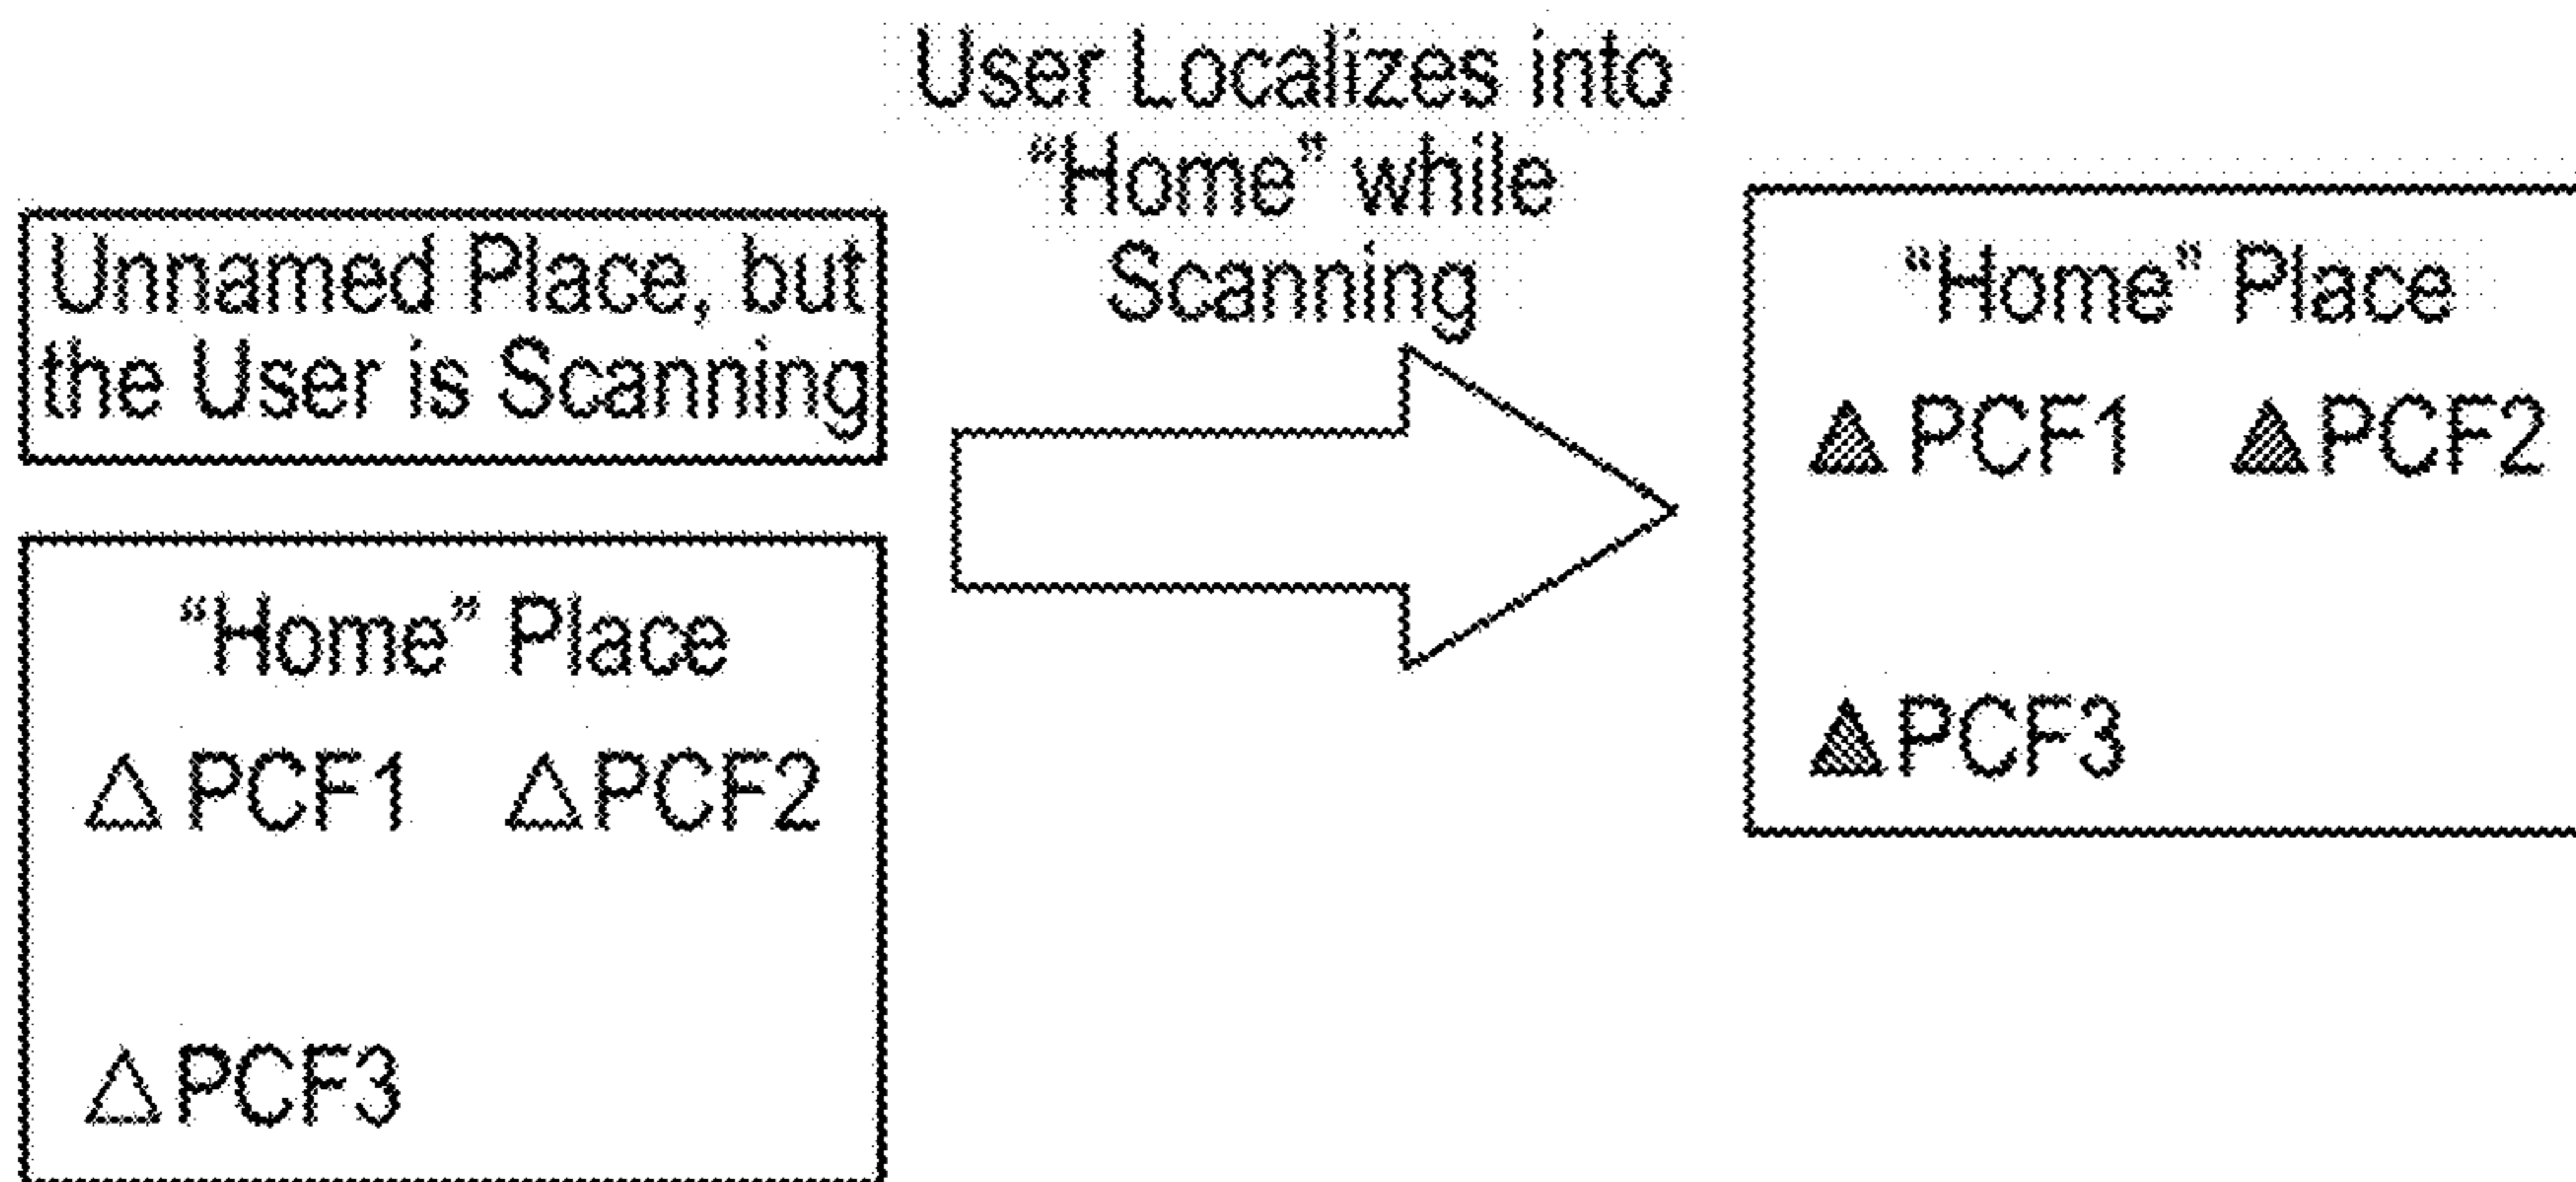 Unnamed Place, but
the User is Scanning
“Home” Place
PCF1 PCF2
PCF3
User Localizes into
“Home” while
Scanning
“Home” Place
PCF1 PCF2
PCF3